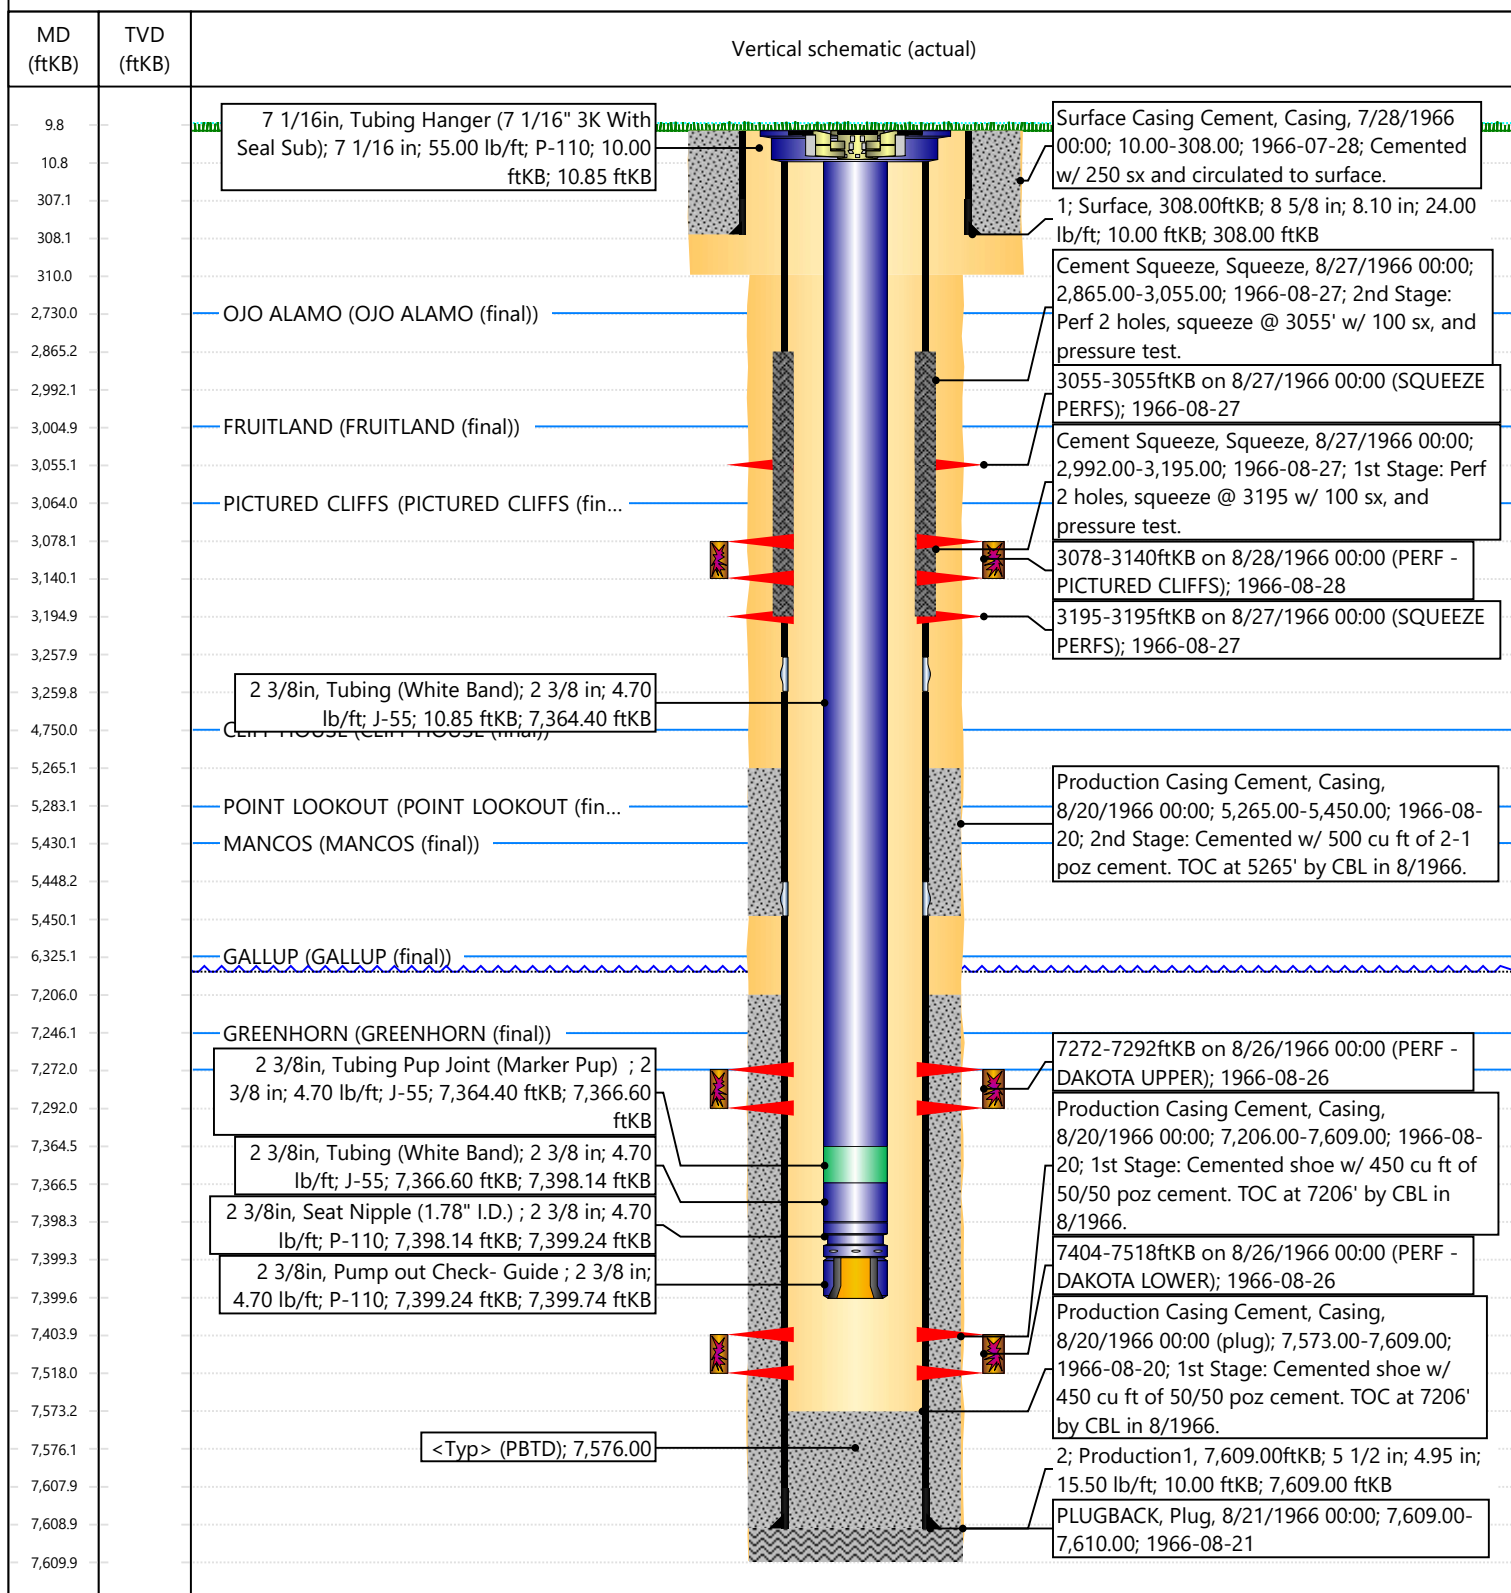 MD
(ftKB)
TVD
(ftKB)
Vertical schematic (actual)
9.8
10.8
307.1
308.1
310.0
2,730.0
2,865.2
2,992.1
3,004.9
3,055.1
3,064.0
3,078.1
3,140.1
3,194.9
3,257.9
3,259.8
4,750.0
5,265.1
5,283.1
5,430.1
5,448.2
5,450.1
6,325.1
7,206.0
7,246.1
7,272.0
7,292.0
7,364.5
7,366.5
7,398.3
7,399.3
7,399.6
7,403.9
7,518.0
7,573.2
7,576.1
7,607.9
7,608.9
7,609.9
7 1/16in, Tubing Hanger (7 1/16" 3K With
Seal Sub); 7 1/16 in; 55.00 lb/ft; P-110; 10.00
ftKB; 10.85 ftKB
OJO ALAMO (OJO ALAMO (final))
FRUITLAND (FRUITLAND (final))
PICTURED CLIFFS (PICTURED CLIFFS (fin...
2 3/8in, Tubing (White Band); 2 3/8 in; 4.70
lb/ft; J-55; 10.85 ftKB; 7,364.40 ftKB
CLIFF HOUSE (CLIFF HOUSE (final))
POINT LOOKOUT (POINT LOOKOUT (fin...
MANCOS (MANCOS (final))
GALLUP (GALLUP (final))
GREENHORN (GREENHORN (final))
2 3/8in, Tubing Pup Joint (Marker Pup) ; 2
3/8 in; 4.70 lb/ft; J-55; 7,364.40 ftKB; 7,366.60
ftKB
2 3/8in, Tubing (White Band); 2 3/8 in; 4.70
lb/ft; J-55; 7,366.60 ftKB; 7,398.14 ftKB
2 3/8in, Seat Nipple (1.78" I.D.) ; 2 3/8 in; 4.70
lb/ft; P-110; 7,398.14 ftKB; 7,399.24 ftKB
2 3/8in, Pump out Check- Guide ; 2 3/8 in;
4.70 lb/ft; P-110; 7,399.24 ftKB; 7,399.74 ftKB
<Typ> (PBTD); 7,576.00
Surface Casing Cement, Casing, 7/28/1966
00:00; 10.00-308.00; 1966-07-28; Cemented
w/ 250 sx and circulated to surface.
1; Surface, 308.00ftKB; 8 5/8 in; 8.10 in; 24.00
lb/ft; 10.00 ftKB; 308.00 ftKB
Cement Squeeze, Squeeze, 8/27/1966 00:00;
2,865.00-3,055.00; 1966-08-27; 2nd Stage:
Perf 2 holes, squeeze @ 3055' w/ 100 sx, and
pressure test.
3055-3055ftKB on 8/27/1966 00:00 (SQUEEZE
PERFS); 1966-08-27
Cement Squeeze, Squeeze, 8/27/1966 00:00;
2,992.00-3,195.00; 1966-08-27; 1st Stage: Perf
2 holes, squeeze @ 3195 w/ 100 sx, and
pressure test.
3078-3140ftKB on 8/28/1966 00:00 (PERF -
PICTURED CLIFFS); 1966-08-28
3195-3195ftKB on 8/27/1966 00:00 (SQUEEZE
PERFS); 1966-08-27
Production Casing Cement, Casing,
8/20/1966 00:00; 5,265.00-5,450.00; 1966-08-
20; 2nd Stage: Cemented w/ 500 cu ft of 2-1
poz cement. TOC at 5265' by CBL in 8/1966.
7272-7292ftKB on 8/26/1966 00:00 (PERF -
DAKOTA UPPER); 1966-08-26
Production Casing Cement, Casing,
8/20/1966 00:00; 7,206.00-7,609.00; 1966-08-
20; 1st Stage: Cemented shoe w/ 450 cu ft of
50/50 poz cement. TOC at 7206' by CBL in
8/1966.
7404-7518ftKB on 8/26/1966 00:00 (PERF -
DAKOTA LOWER); 1966-08-26
Production Casing Cement, Casing,
8/20/1966 00:00 (plug); 7,573.00-7,609.00;
1966-08-20; 1st Stage: Cemented shoe w/
450 cu ft of 50/50 poz cement. TOC at 7206'
by CBL in 8/1966.
2; Production1, 7,609.00ftKB; 5 1/2 in; 4.95 in;
15.50 lb/ft; 10.00 ftKB; 7,609.00 ftKB
PLUGBACK, Plug, 8/21/1966 00:00; 7,609.00-
7,610.00; 1966-08-21